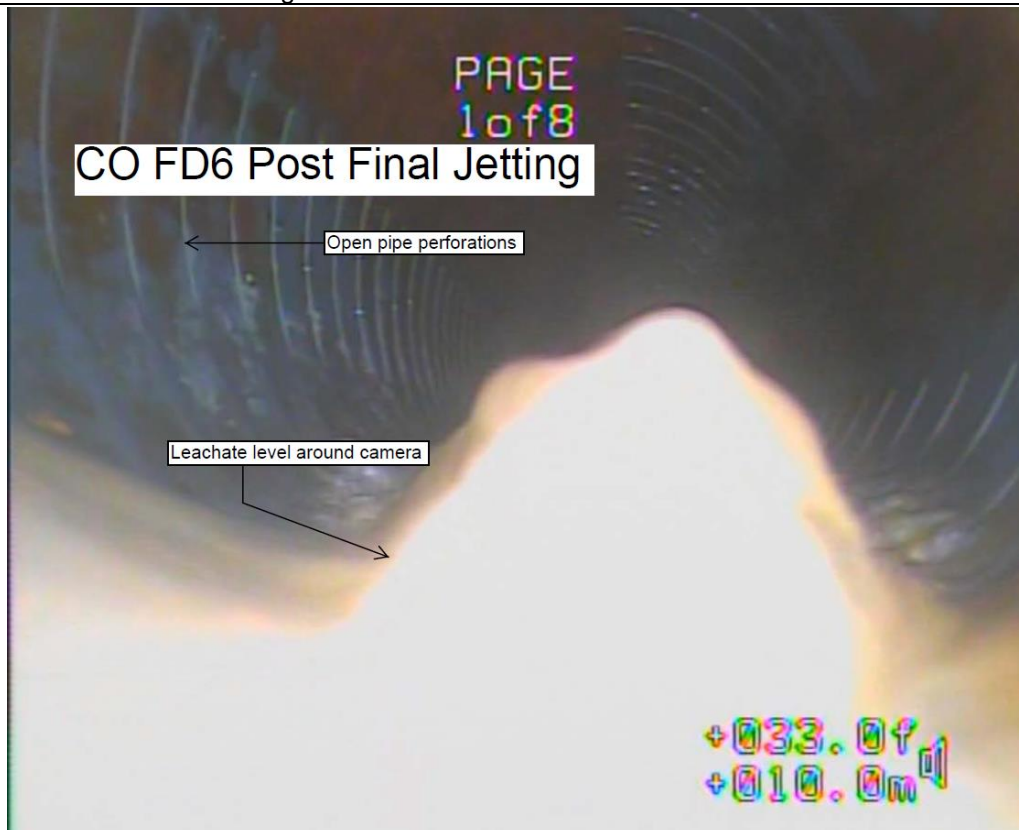 PAGE
1of8
CO FD6 Post Final Jetting
Open pipe perforations
Leachate level around camera
+033.0f
+010.0m